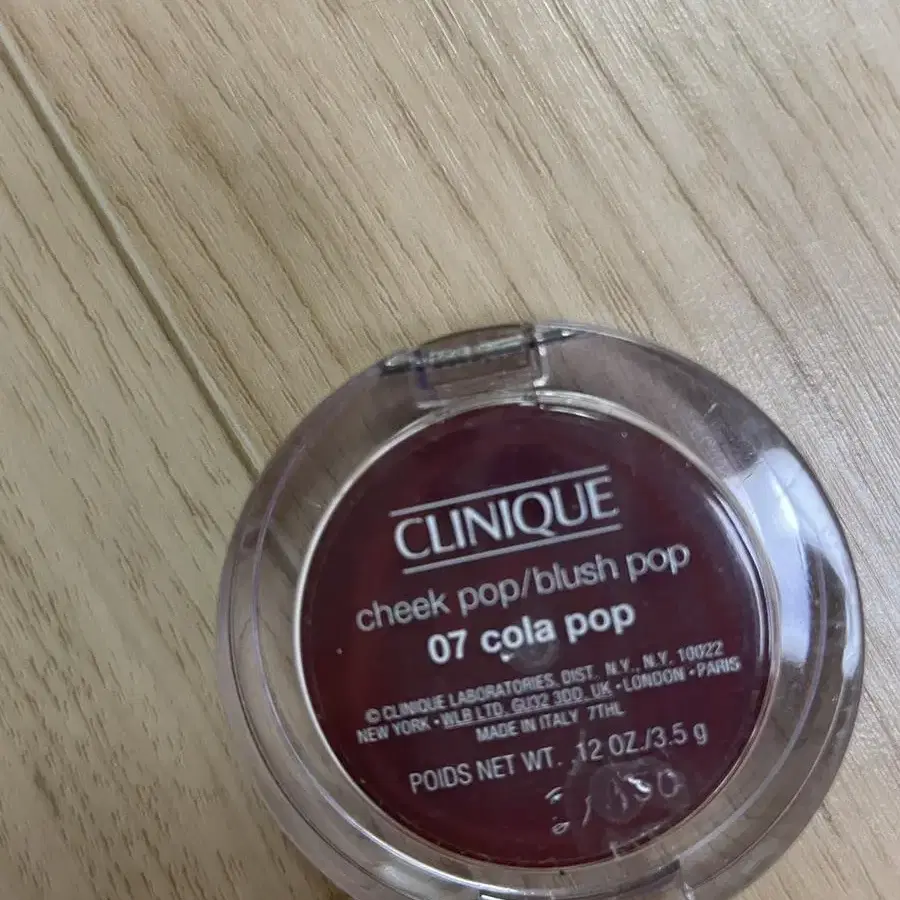 CLINIQUE
cheek pop/blush pop
07 cola pop
© CLINIQUE LABORATORIES, DIST. N.Y., N.Y. 10022
NEW YORK • WLB LTD, GU32 3DD, UK • LONDON • PARIS
MADE IN ITALY 7THL
POIDS NET WT. .12 OZ./3.5 g